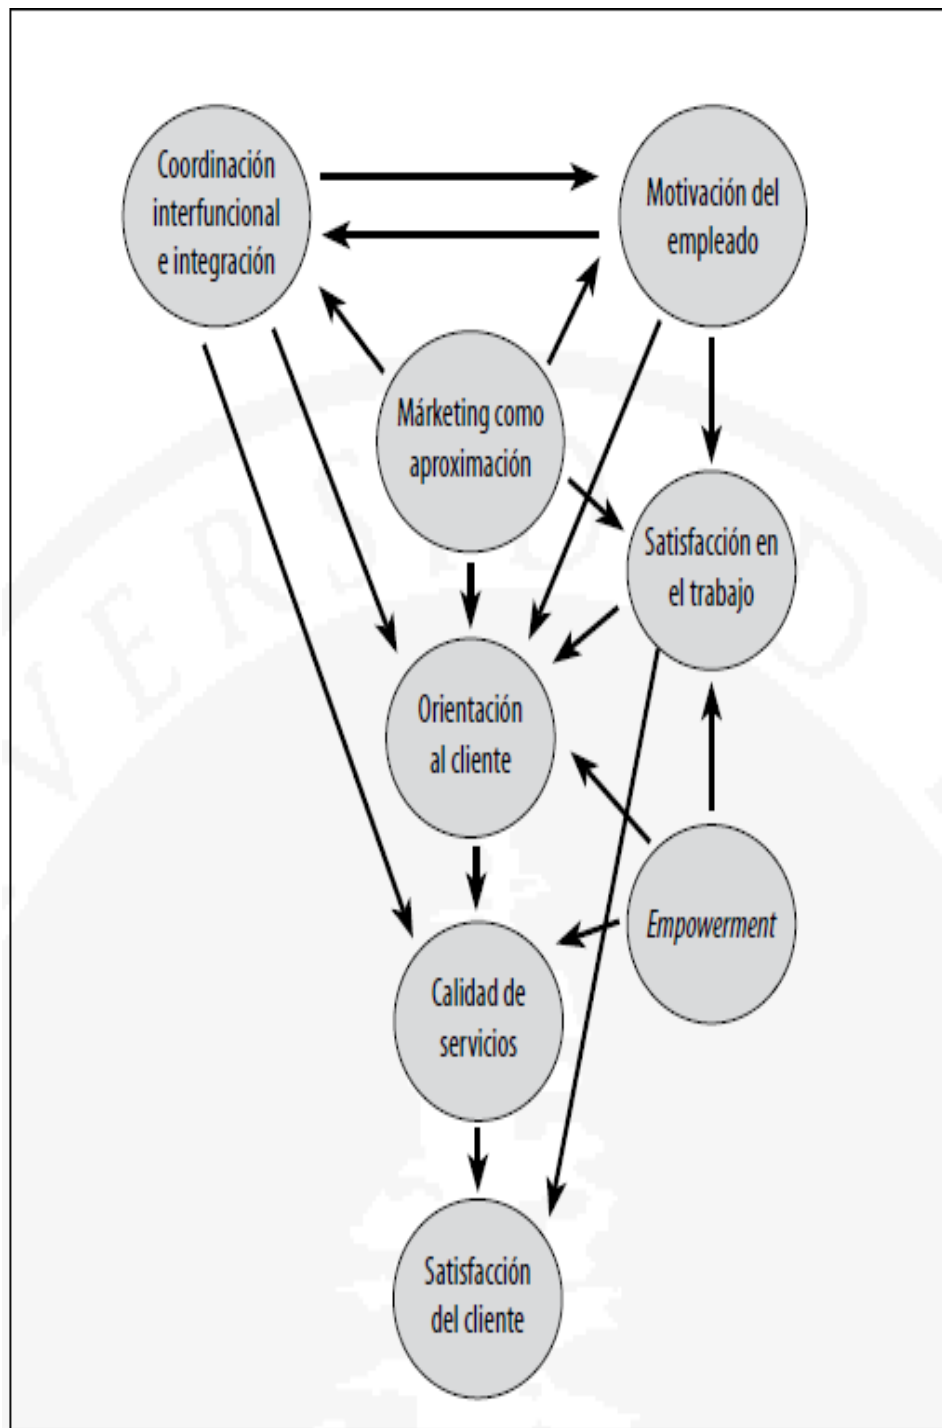 Coordinación
interfuncional
e integración
Motivación del
empleado
Márketing como
aproximación
Satisfacción en
el trabajo
Orientación
al cliente
Empowerment
Calidad de
servicios
Satisfacción
del cliente